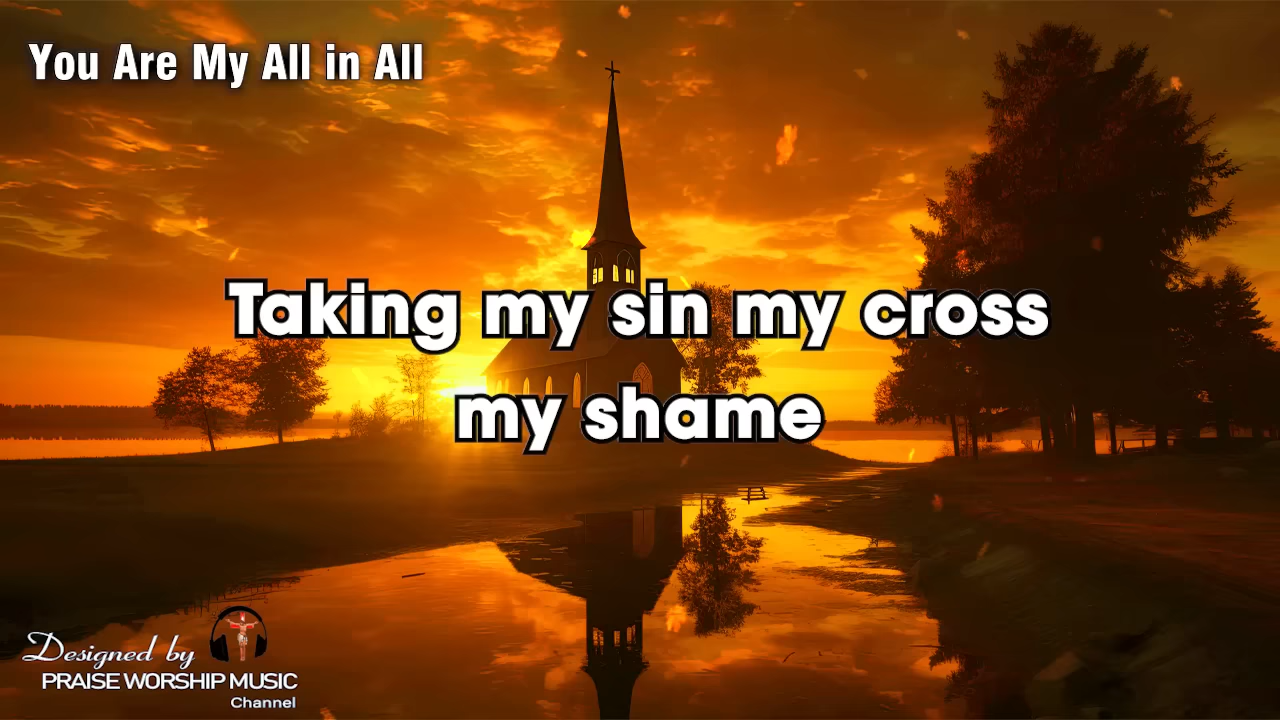 You Are My All in All
Taking my sin my cross
my shame
Designed by
PRAISE WORSHIP MUSIC
Channel